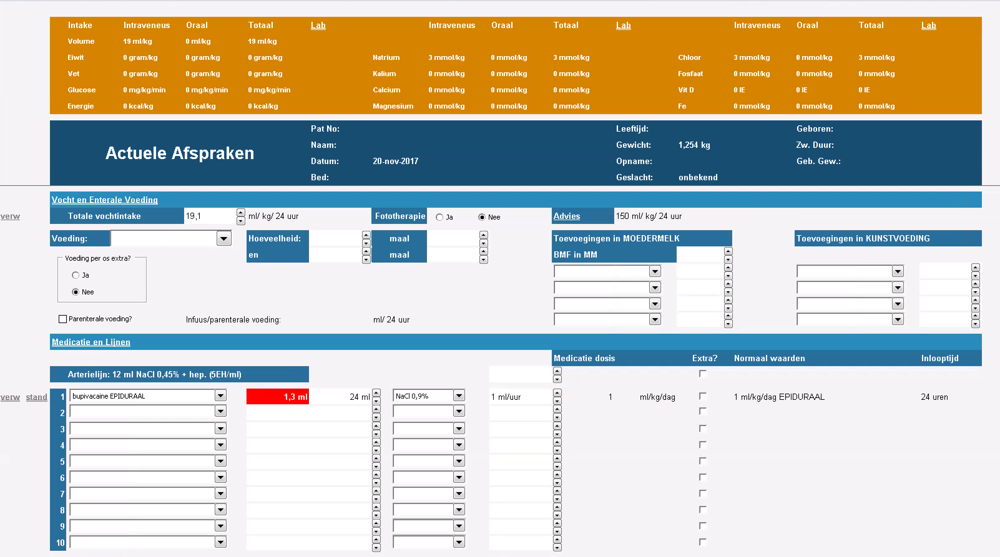 Intake Intraveneus Oraal Totaal Lab Intraveneus Oraal Totaal Lab Intraveneus Oraal Totaal Lab
Volume 19 ml/kg 0 ml/kg 19 ml/kg
Eiwit 0 gram/kg 0 gram/kg 0 gram/kg Natrium 3 mmol/kg 0 mmol/kg 3 mmol/kg Chloor 3 mmol/kg 0 mmol/kg 3 mmol/kg
Vet 0 gram/kg 0 gram/kg 0 gram/kg Kalium 0 mmol/kg 0 mmol/kg 0 mmol/kg Fosfaat 0 mmol/kg 0 mmol/kg 0 mmol/kg
Glucose 0 mg/kg/min 0 mg/kg/min 0 mg/kg/min Calcium 0 mmol/kg 0 mmol/kg 0 mmol/kg Vit D 0 IE 0 IE 0 IE
Energie 0 kcal/kg 0 kcal/kg 0 kcal/kg Magnesium 0 mmol/kg 0 mmol/kg 0 mmol/kg Fe 0 mmol/kg 0 mmol/kg 0 mmol/kg
Actuele Afspraken
Pat No: Leeftijd: Geboren:
Naam: Gewicht: 1,254 kg Zw. Duur:
Datum: 20-nov-2017 Opname: Geb. Gew.:
Bed: Geslacht: onbekend
Vocht en Enterale Voeding
verw Totale vochtintake 19,1 ml/ kg/ 24 uur Fototherapie Ja Nee Advies 150 ml/ kg/ 24 uur
Voeding: Hoeveelheid: maal Toevoegingen in MOEDERMELK Toevoegingen in KUNSTVOEDING
en maal BMF in MM
Voeding per os extra?
Ja
Nee
Parenterale voeding? Infuus/parenterale voeding: ml/ 24 uur
Medicatie en Lijnen
Medicatie dosis Extra? Normaal waarden Inlooptijd
Arterielijn: 12 ml NaCl 0,45% + hep. (5EH/ml)
verw stand 1 bupivacaine EPIDURAAL 1,3 ml 24 ml NaCl 0,9% 1 ml/uur 1 ml/kg/dag 1 ml/kg/dag EPIDURAAL 24 uren
2
3
4
5
6
7
8
9
10